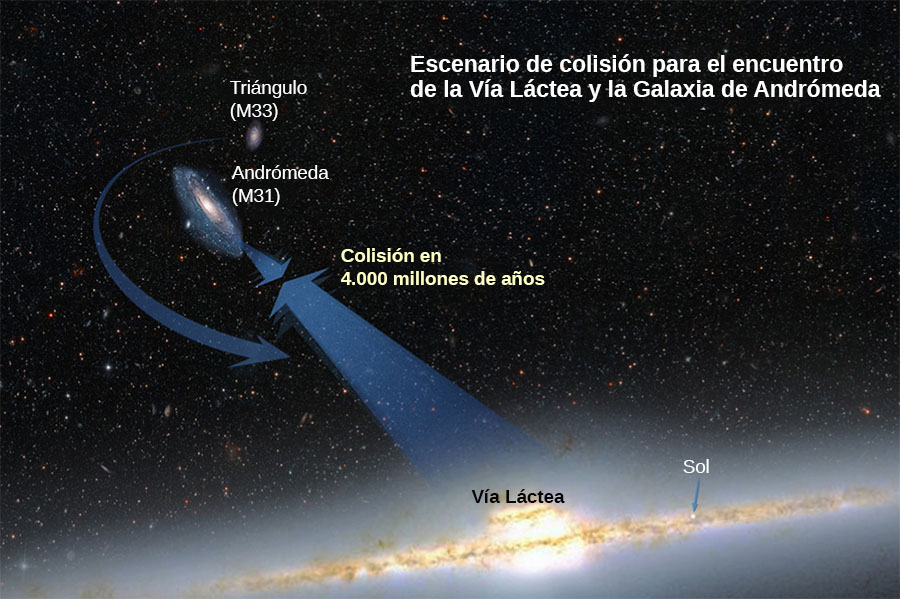 Escenario de colisión para el encuentro
de la Vía Láctea y la Galaxia de Andrómeda
Triángulo
(M33)
Andrómeda
(M31)
Colisión en
4.000 millones de años
Sol
Vía Láctea